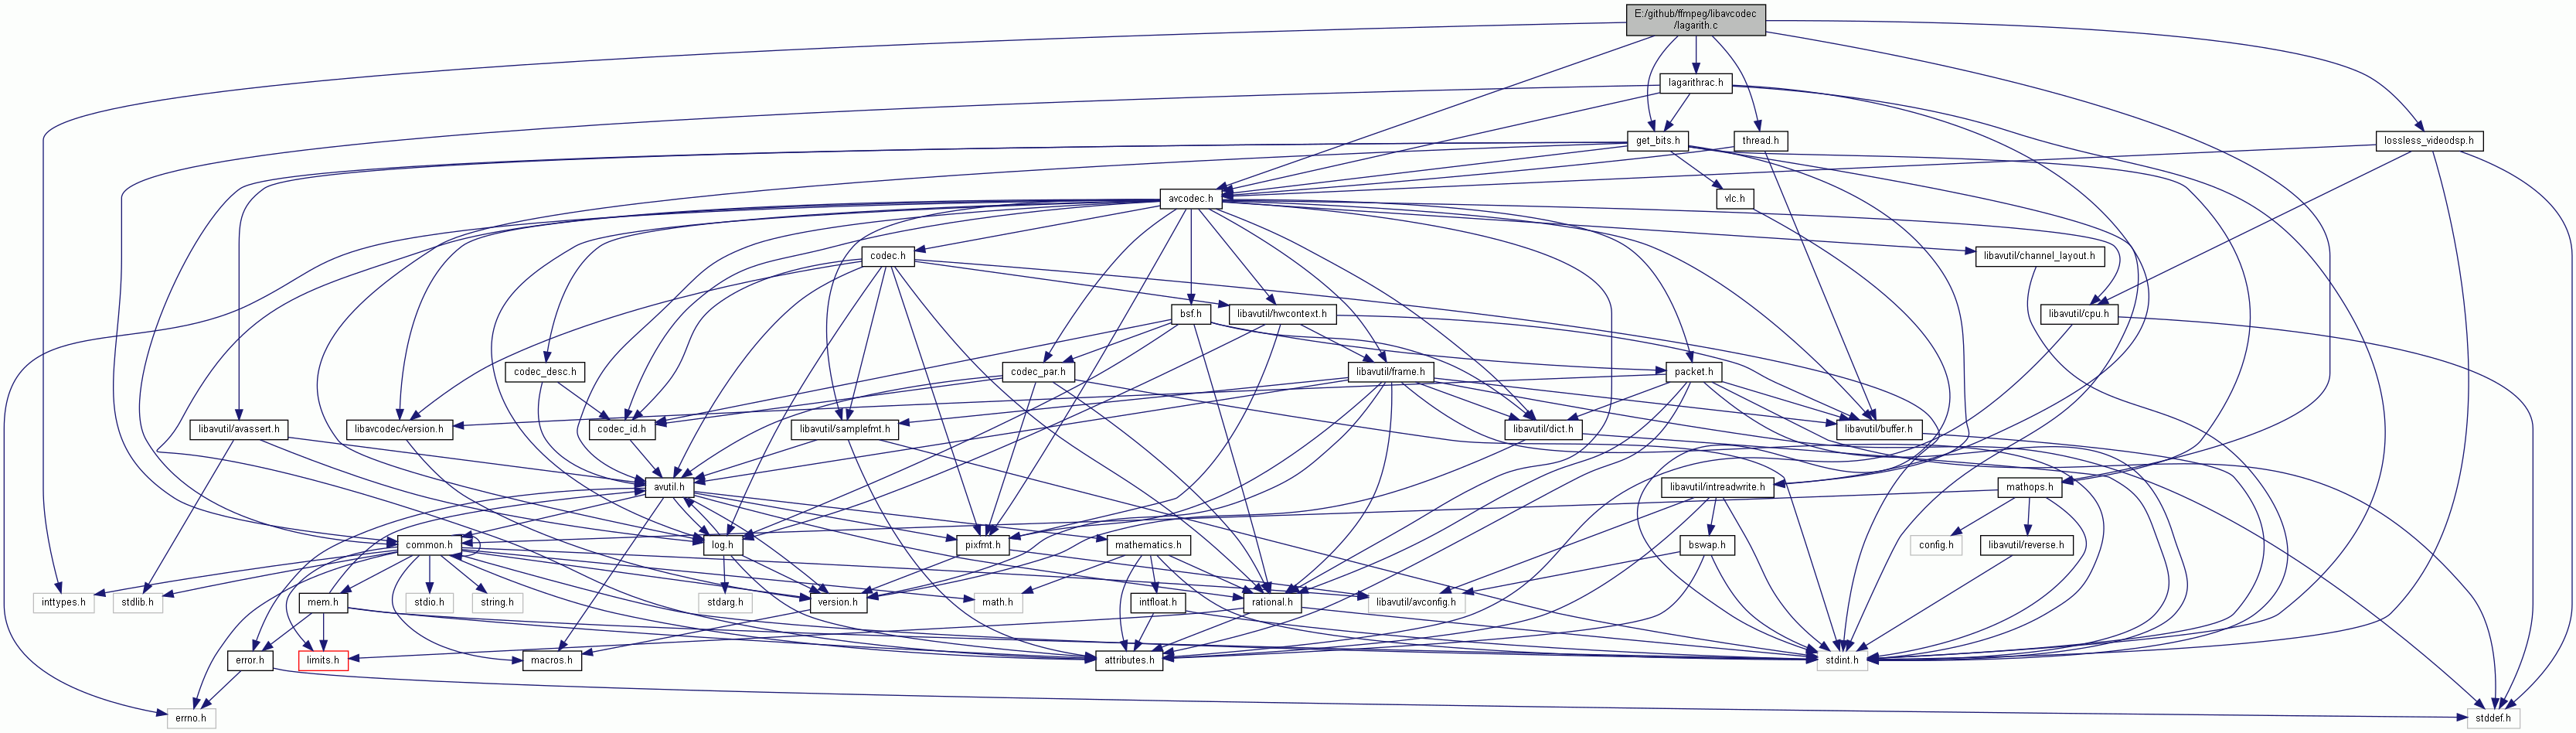 E:/github/ffmpeg/libavcodec
/lagarith.c
lagarithrac.h
get_bits.h
thread.h
lossless_videodsp.h
avcodec.h
vlc.h
codec.h
libavutil/channel_layout.h
bsf.h
libavutil/hwcontext.h
libavutil/cpu.h
codec_desc.h
codec_par.h
libavutil/frame.h
packet.h
libavutil/avassert.h
libavcodec/version.h
codec_id.h
libavutil/samplefmt.h
libavutil/dict.h
libavutil/buffer.h
avutil.h
libavutil/intreadwrite.h
mathops.h
common.h
log.h
pixfmt.h
mathematics.h
bswap.h
config.h
libavutil/reverse.h
inttypes.h
stdlib.h
mem.h
stdio.h
string.h
stdarg.h
version.h
math.h
intfloat.h
rational.h
libavutil/avconfig.h
error.h
limits.h
macros.h
attributes.h
stdint.h
errno.h
stddef.h